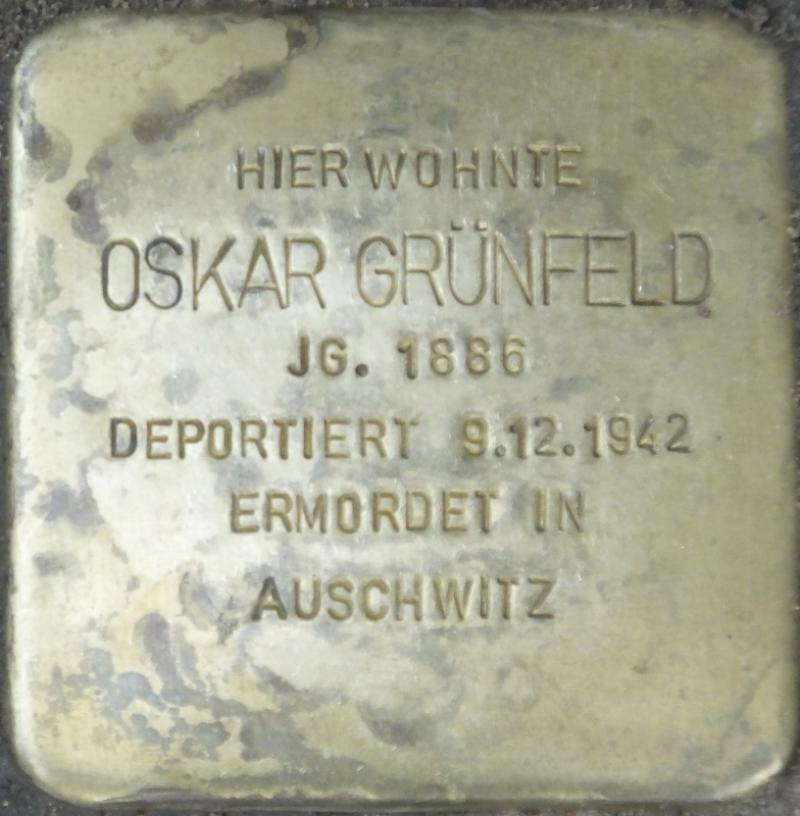 HIER WOHNTE
OSKAR GRÜNFELD
JG. 1886
DEPORTIERT 9.12.1942
ERMORDET IN
AUSCHWITZ